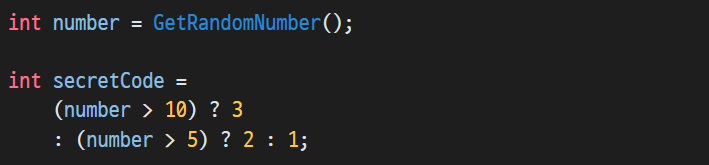 int number = GetRandomNumber();
int secretCode =
(number > 10) ? 3
: (number > 5) ? 2 : 1;